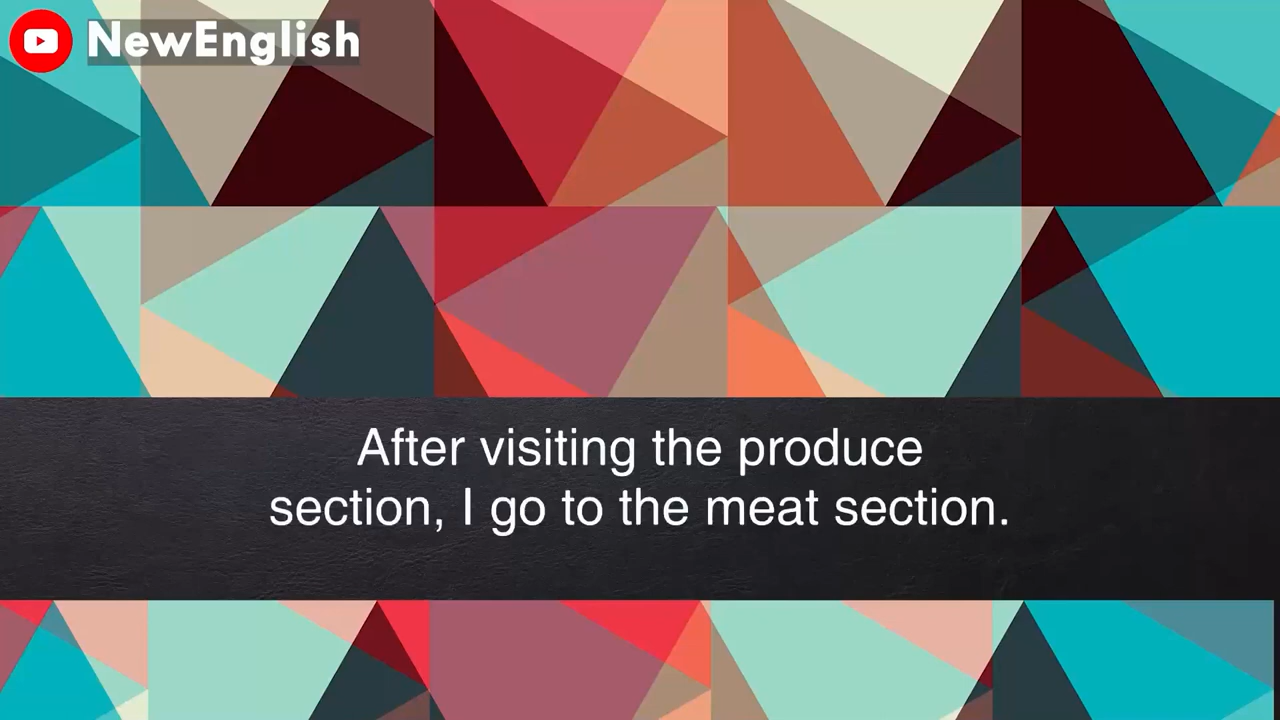 NewEnglish
After visiting the produce
section, I go to the meat section.